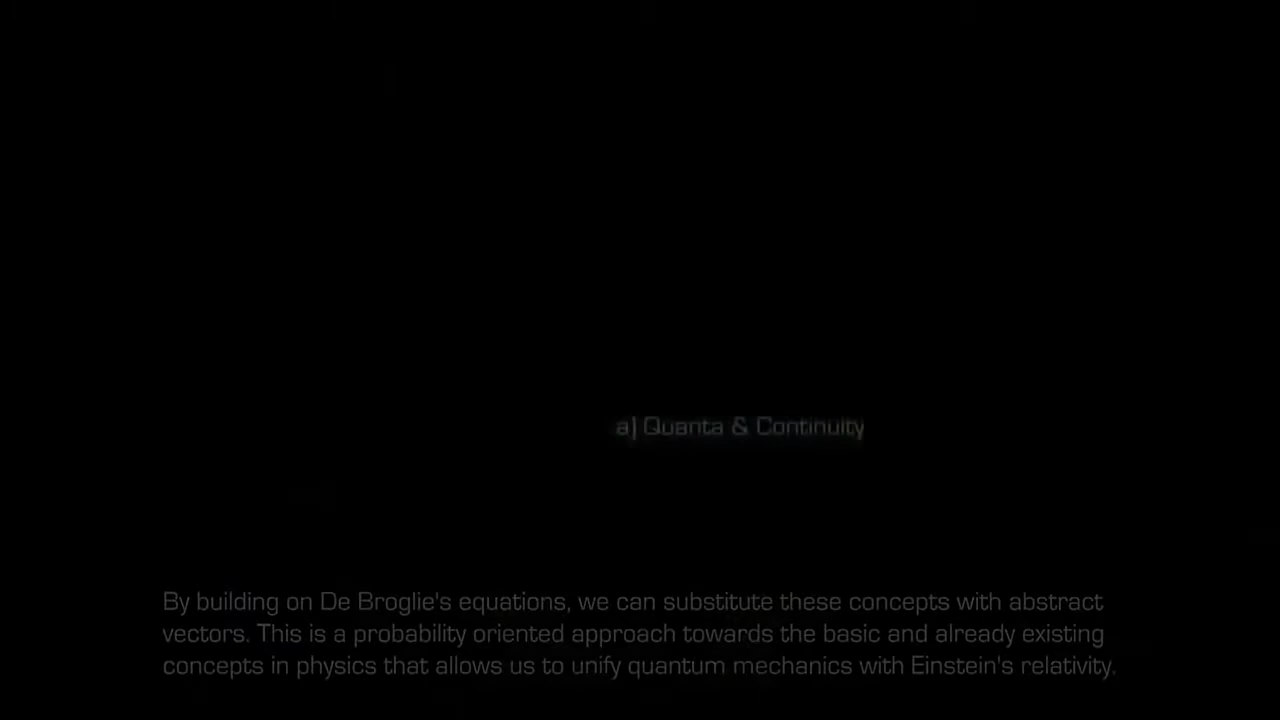 a) Quanta & Continuity
By building on De Broglie's equations, we can substitute these concepts with abstract
vectors. This is a probability oriented approach towards the basic and already existing
concepts in physics that allows us to unify quantum mechanics with Einstein's relativity.